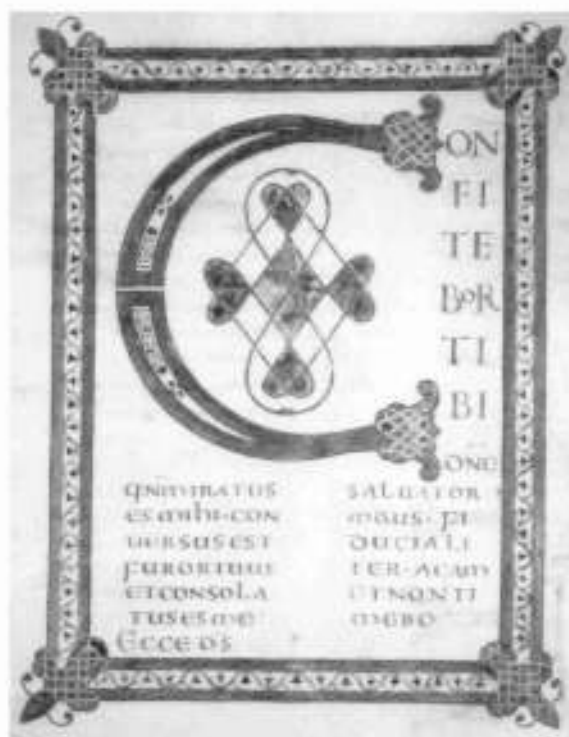 C
ON
FI
TE
BOR
TI
BI
DNE
QNM IRATUS
ES MIHI · CON
UERSUS EST
FUROR TUUS
ET CONSOLA
TUS ES ME
ECCE DS
SALUATOR
MEUS · FI
DUCIALI
TER · AGAM
ET NON TI
MEBO